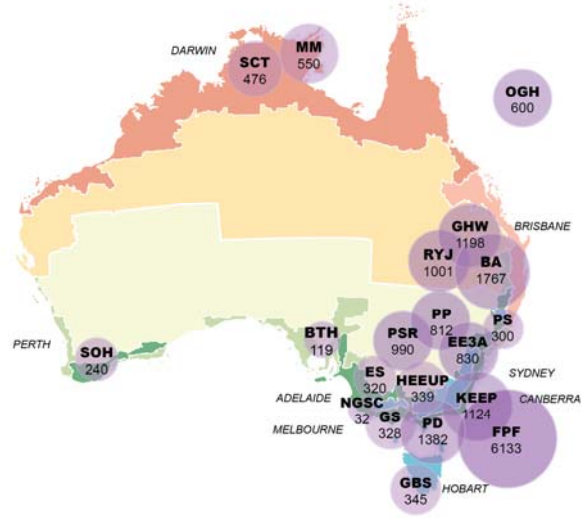 DARWIN
MM
550
SCT
476
OGH
600
GHW
1198
BRISBANE
RYJ
1001
BA
1767
PP
812
PS
300
PERTH
SOH
240
BTH
119
PSR
990
EE3A
830
SYDNEY
ES
320
HEEUP
339
CANBERRA
ADELAIDE
KEEP
1124
NGSC
32
GS
328
MELBOURNE
PD
1382
FPF
6133
GBS
345
HOBART